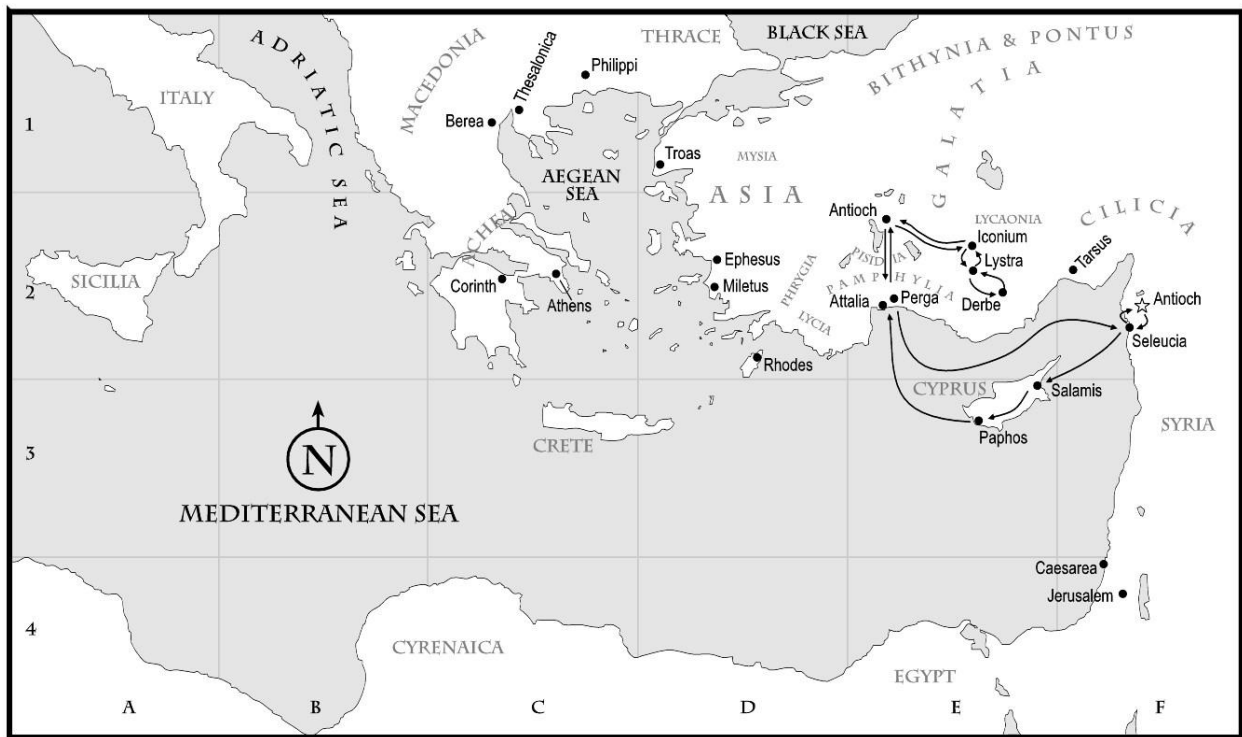 ADRIATIC SEA
ITALY
MACEDONIA
Thesalonica
THRACE
BLACK SEA
BITHYNIA & PONTUS
Philippi
GALATIA
1
Berea
Troas
MYSIA
AEGEAN
SEA
ASIA
ACHEA
Antioch
LYCAONIA
Iconium
CILICIA
SICILIA
Ephesus
PISIDIA
Lystra
Tarsus
2
Corinth
Athens
Miletus
PHRYGIA
PAMPHYLIA
Attalia
Perga
Derbe
Antioch
LYCIA
Seleucia
Rhodes
CYPRUS
Salamis
N
CRETE
Paphos
SYRIA
3
MEDITERRANEAN SEA
Caesarea
Jerusalem
4
CYRENAICA
EGYPT
A
B
C
D
E
F